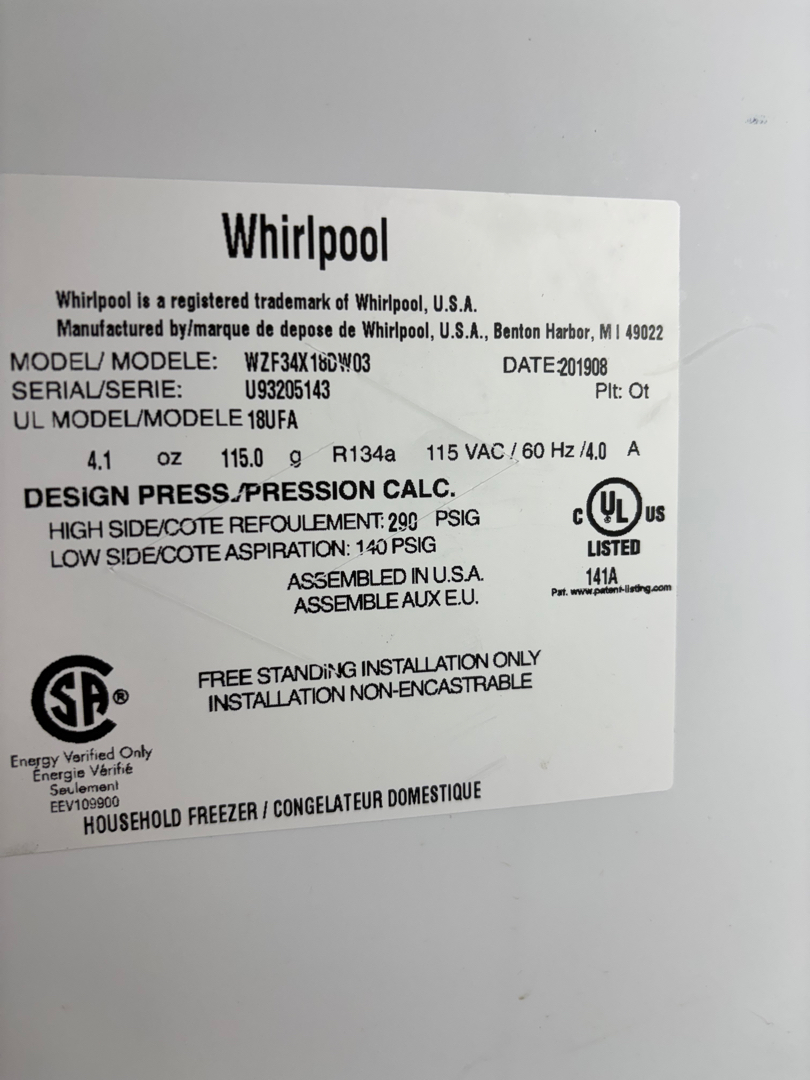 Whirlpool
Whirlpool is a registered trademark of Whirlpool, U.S.A.
Manufactured by/marque de depose de Whirlpool, U.S.A., Benton Harbor, M I 49022
MODEL/ MODELE: WZF34X18DW03 DATE:201908
SERIAL/SERIE: U93205143 Plt: Ot
UL MODEL/MODELE 18UFA
4.1 oz 115.0 g R134a 115 VAC / 60 Hz /4.0 A
DESiGN PRESS./PRESSION CALC.
HIGH SIDE/COTE REFOULEMENT: 290 PSIG
LOW SIDE/COTE ASPIRATION: 140 PSIG
C UL US
LISTED
141A
Pat. www.patent-listing.com
ASSEMBLED IN U.S.A.
ASSEMBLE AUX E.U.
FREE STANDiNG INSTALLATION ONLY
INSTALLATION NON-ENCASTRABLE
SA®
Energy Verified Only
Énergie Vérifié
Seulement
EEV109900
HOUSEHOLD FREEZER / CONGELATEUR DOMESTIQUE